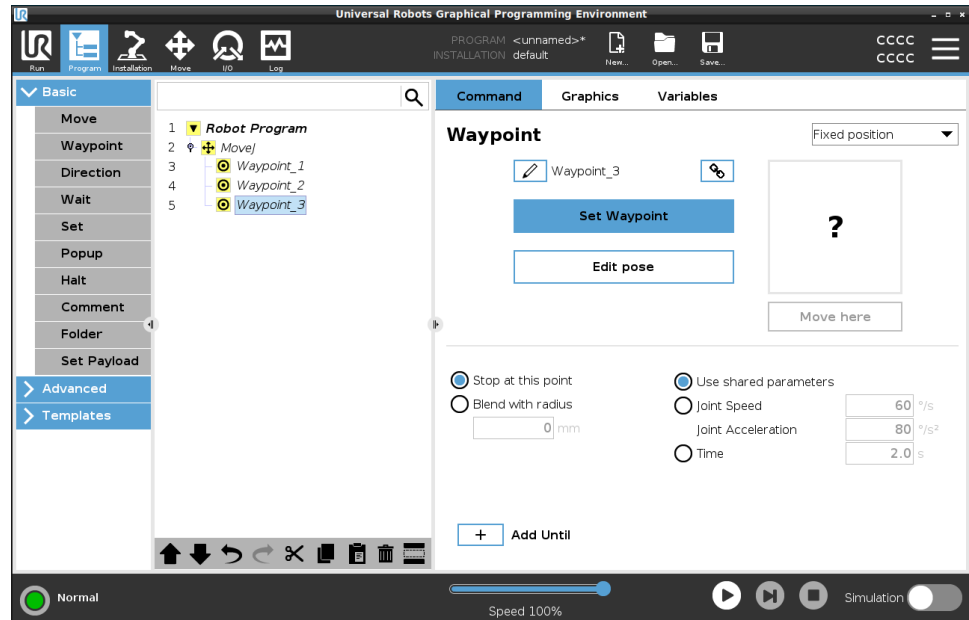 UR
Universal Robots Graphical Programming Environment
UR
Run
Program
Installation
Move
I/O
Log
PROGRAM <unnamed>*
INSTALLATION default
New...
Open...
Save...
CCCC
CCCC
Basic
Move
Waypoint
Direction
Wait
Set
Popup
Halt
Comment
Folder
Set Payload
Advanced
Templates
1 Robot Program
2 MoveJ
3 Waypoint_1
4 Waypoint_2
5 Waypoint_3
Command Graphics Variables
Waypoint
Fixed position
Waypoint_3
Set Waypoint
Edit pose
?
Move here
Stop at this point
Blend with radius
0 mm
Use shared parameters
Joint Speed 60 °/s
Joint Acceleration 80 °/s²
Time 2.0 s
+ Add Until
Normal
Speed 100%
Simulation